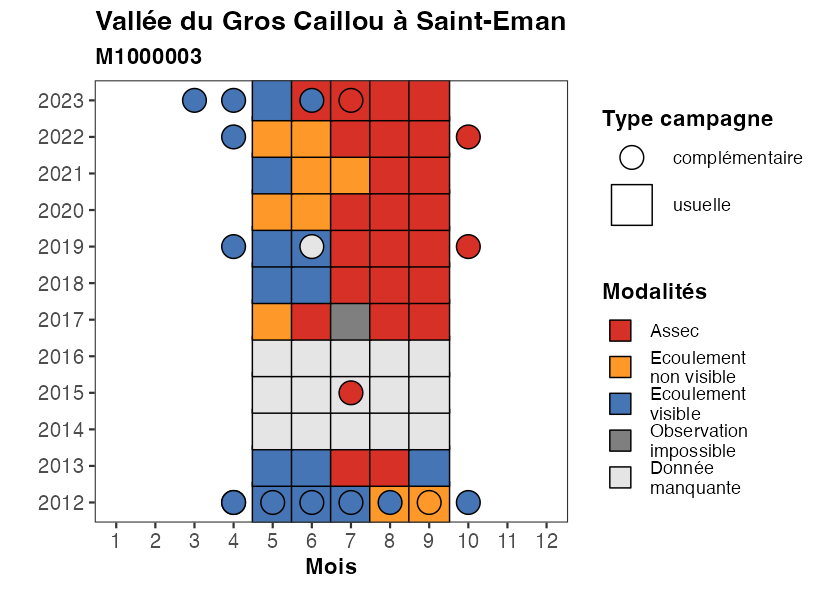 Vallée du Gros Caillou à Saint-Eman
M1000003
2023
2022
2021
2020
2019
2018
2017
2016
2015
2014
2013
2012
1 2 3 4 5 6 7 8 9 10 11 12
Mois
Type campagne
complémentaire
usuelle
Modalités
Assec
Ecoulement
non visible
Ecoulement
visible
Observation
impossible
Donnée
manquante